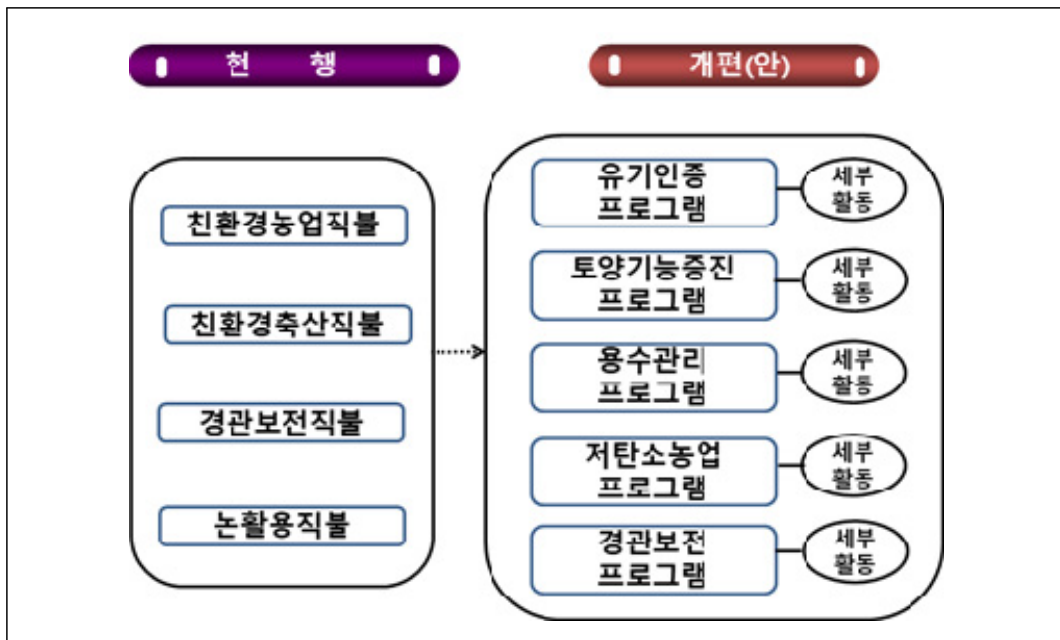 현 행
개편(안)
친환경농업직불
친환경축산직불
경관보전직불
논활용직불
유기인증
프로그램
세부
활동
토양기능증진
프로그램
세부
활동
용수관리
프로그램
세부
활동
저탄소농업
프로그램
세부
활동
경관보전
프로그램
세부
활동